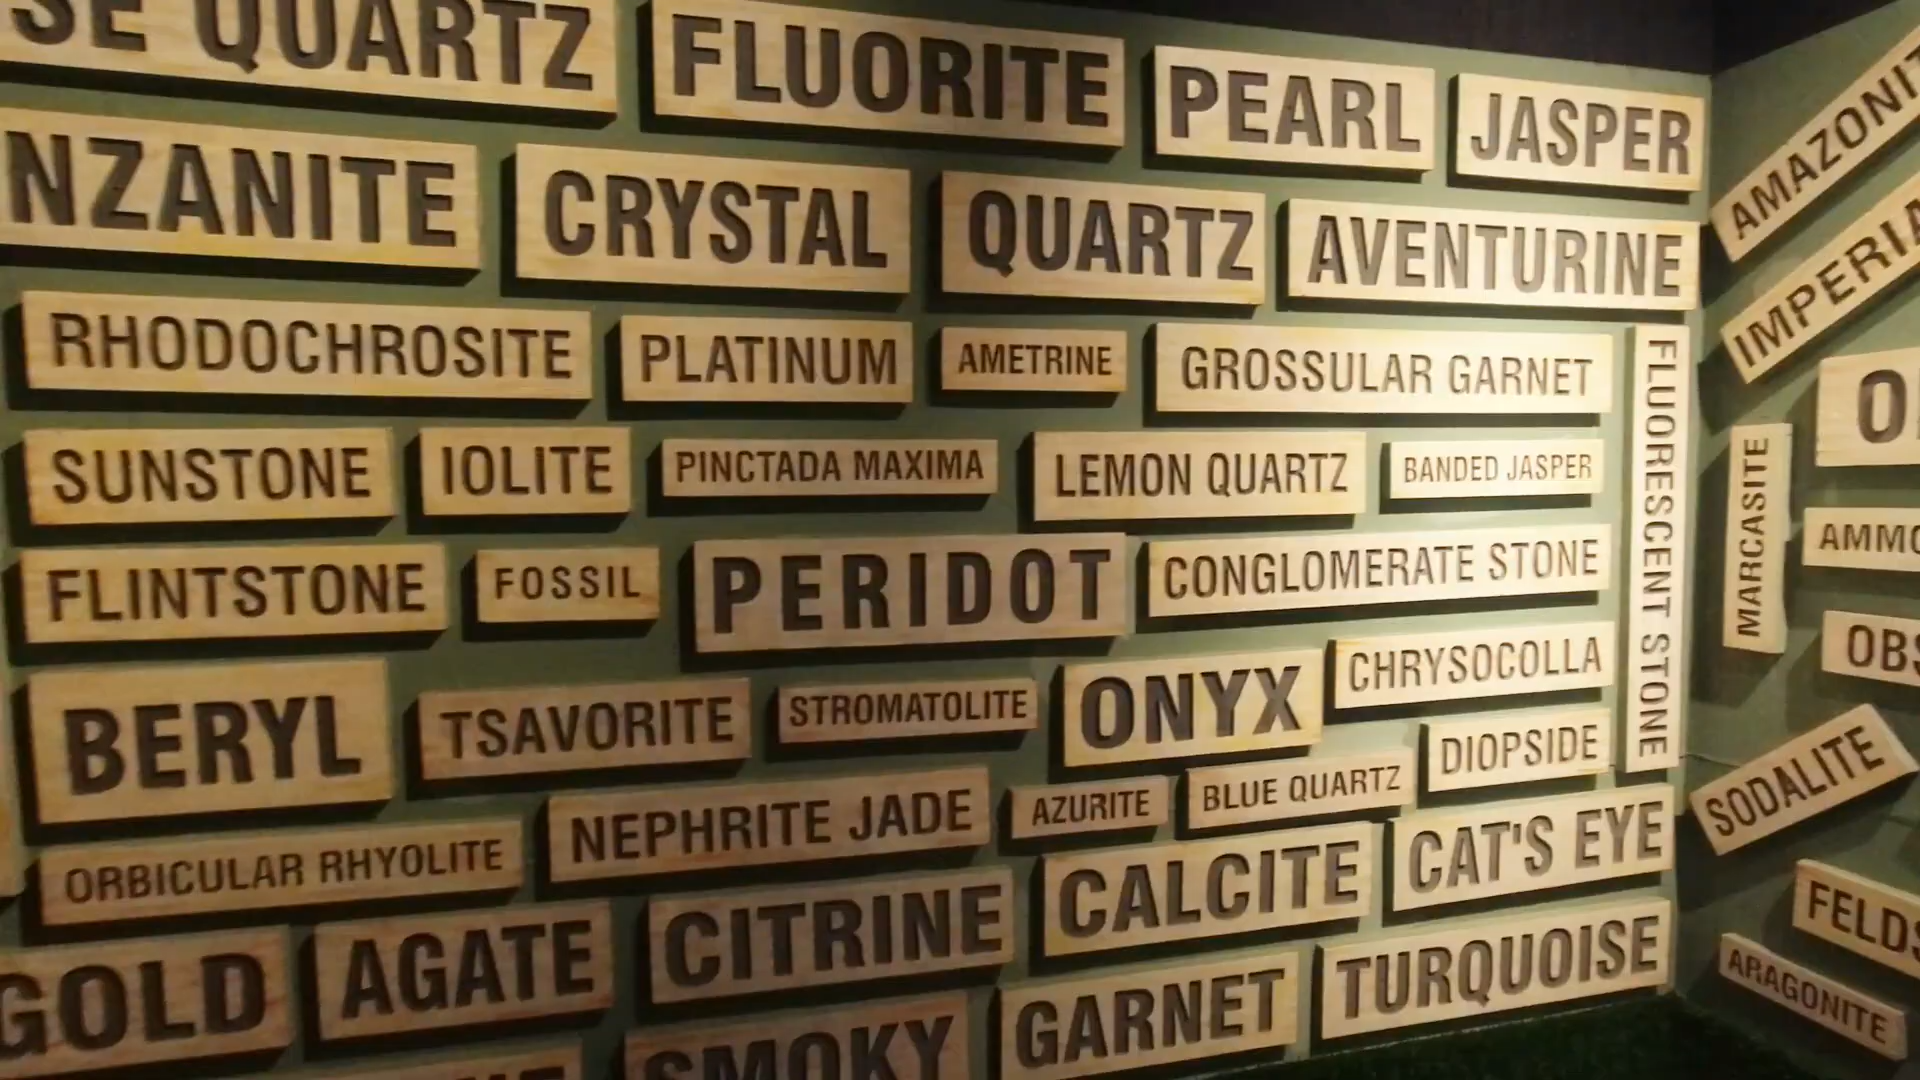 SE QUARTZ
FLUORITE
PEARL
JASPER
NZANITE
CRYSTAL
QUARTZ
AVENTURINE
RHODOCHROSITE
PLATINUM
AMETRINE
GROSSULAR GARNET
FLUORESCENT STONE
SUNSTONE
IOLITE
PINCTADA MAXIMA
LEMON QUARTZ
BANDED JASPER
FLINTSTONE
FOSSIL
PERIDOT
CONGLOMERATE STONE
BERYL
TSAVORITE
STROMATOLITE
ONYX
CHRYSOCOLLA
DIOPSIDE
ORBICULAR RHYOLITE
NEPHRITE JADE
AZURITE
BLUE QUARTZ
CALCITE
CAT'S EYE
GOLD
AGATE
CITRINE
GARNET
TURQUOISE
SMOKY
AMAZONIT
IMPERIA
MARCASITE
AMMO
OBS
SODALITE
FELDS
ARAGONITE